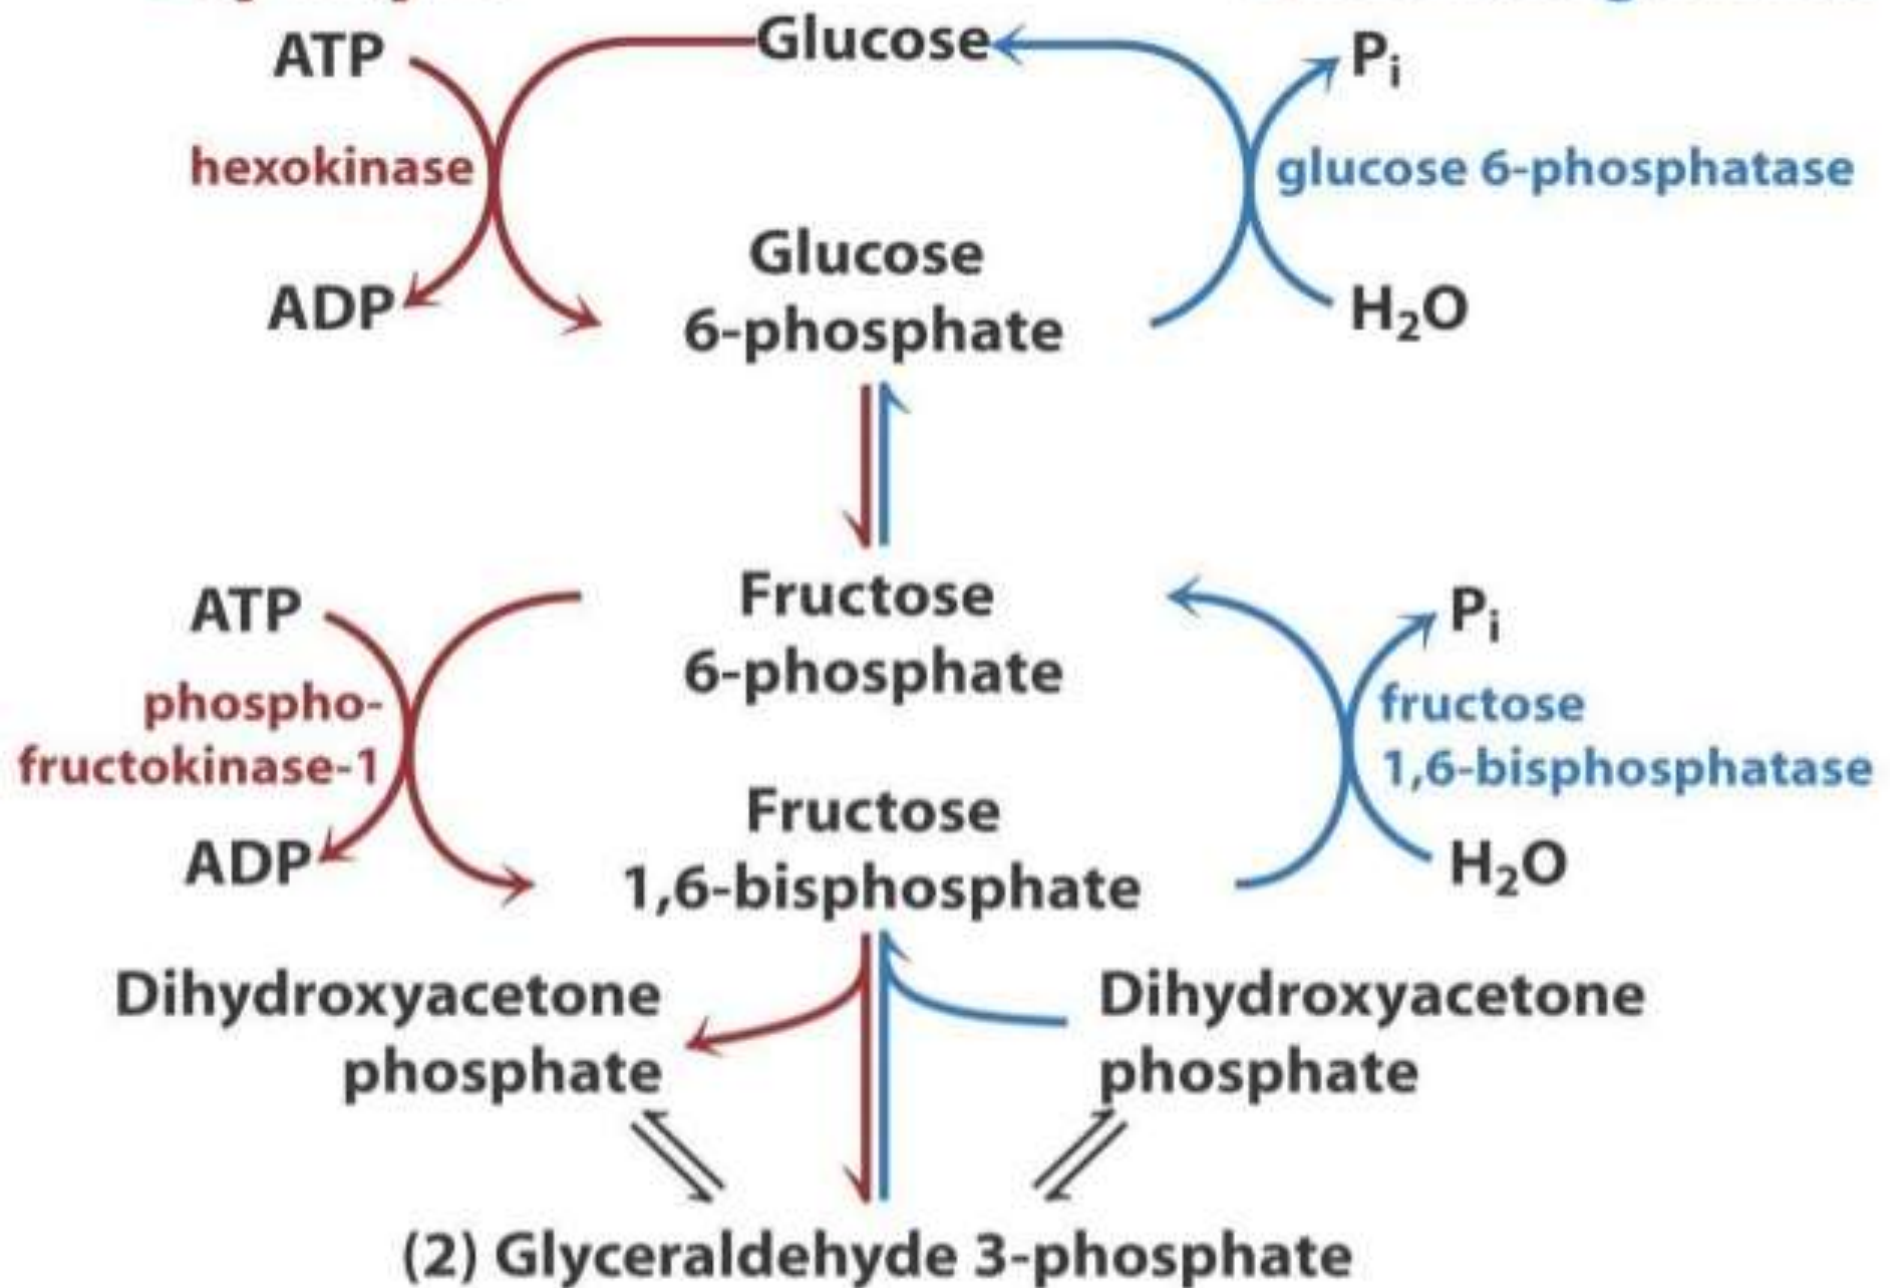 ATP
Glucose
Pi
hexokinase
glucose 6-phosphatase
ADP
Glucose
6-phosphate
H2O
ATP
Fructose
6-phosphate
Pi
phospho-
fructokinase-1
fructose
1,6-bisphosphatase
ADP
Fructose
1,6-bisphosphate
H2O
Dihydroxyacetone
phosphate
Dihydroxyacetone
phosphate
(2) Glyceraldehyde 3-phosphate